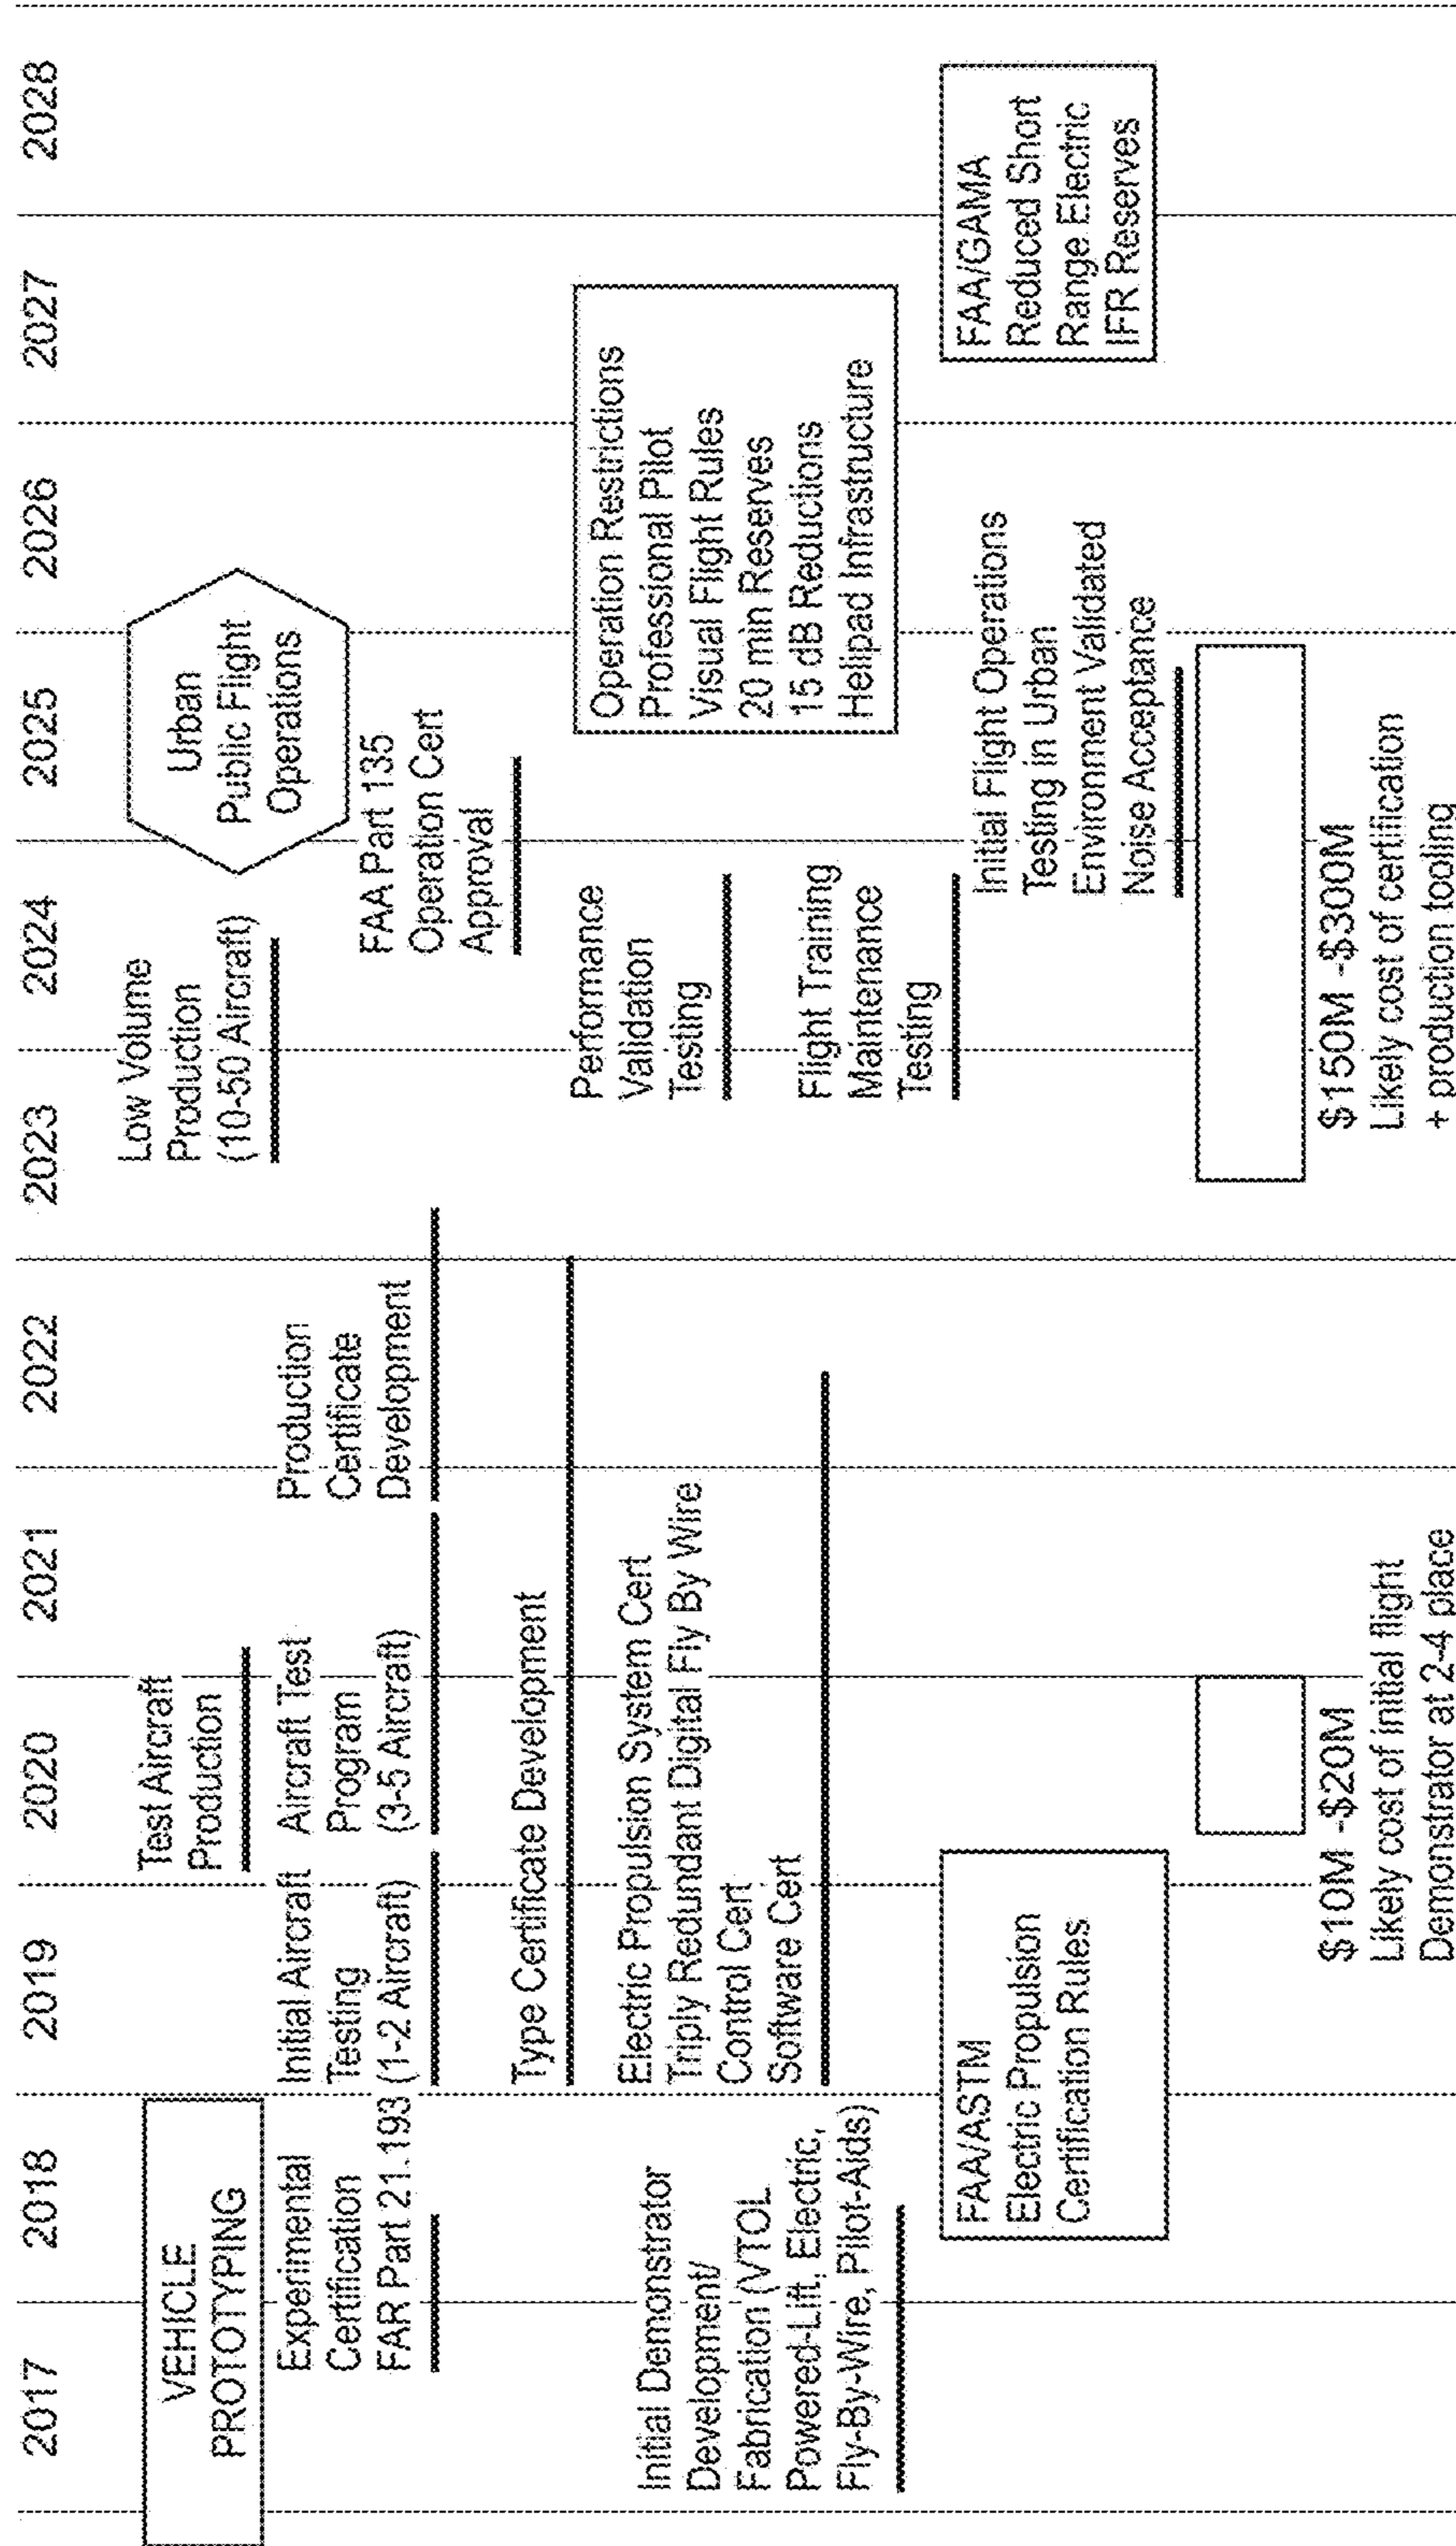 2017 2018 2019 2020 2021 2022 2023 2024 2025 2026 2027 2028
VEHICLE
PROTOTYPING
Test Aircraft
Production
Low Volume
Production
(10-50 Aircraft)
Urban
Public Flight
Operations
Experimental
Certification
FAR Part 21.193
Initial Aircraft
Testing
(1-2 Aircraft)
Aircraft Test
Program
(3-5 Aircraft)
Production
Certificate
Development
FAA Part 135
Operation Cert
Approval
Type Certificate Development
Initial Demonstrator
Development/
Fabrication (VTOL
Powered-Lift, Electric,
Fly-By-Wire, Pilot-Aids)
Electric Propulsion System Cert
Triply Redundant Digital Fly By Wire
Control Cert
Software Cert
Performance
Validation
Testing
Flight Training
Maintenance
Testing
Operation Restrictions
Professional Pilot
Visual Flight Rules
20 min Reserves
15 dB Reductions
Helipad Infrastructure
FAA/ASTM
Electric Propulsion
Certification Rules
Initial Flight Operations
Testing in Urban
Environment Validated
Noise Acceptance
FAA/GAMA
Reduced Short
Range Electric
IFR Reserves
$10M -$20M
Likely cost of initial flight
Demonstrator at 2-4 place
$150M -$300M
Likely cost of certification
+ production tooling